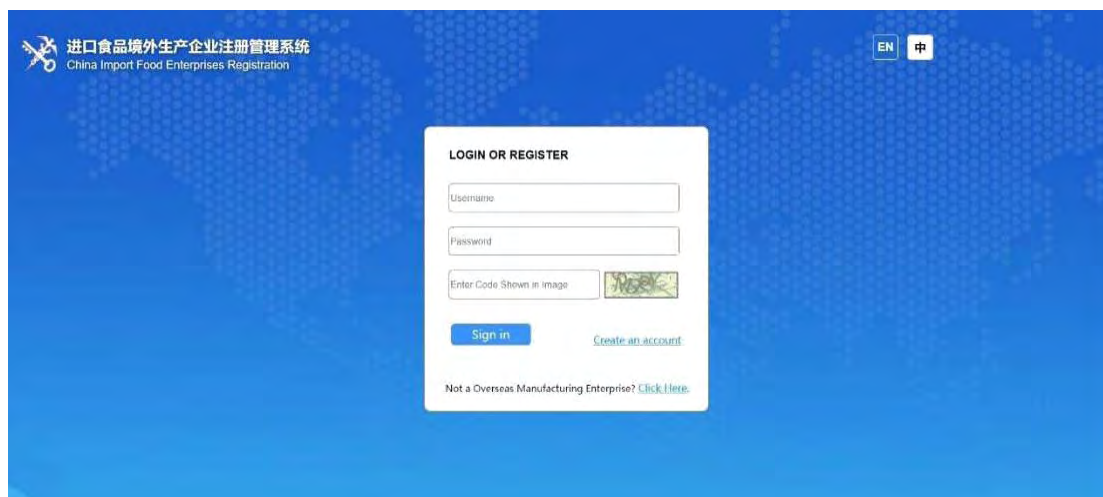 进口食品境外生产企业注册管理系统
China Import Food Enterprises Registration
EN 中
LOGIN OR REGISTER
Username
Password
Enter Code Shown in Image
Sign in
Create an account
Not a Overseas Manufacturing Enterprise? Click Here.